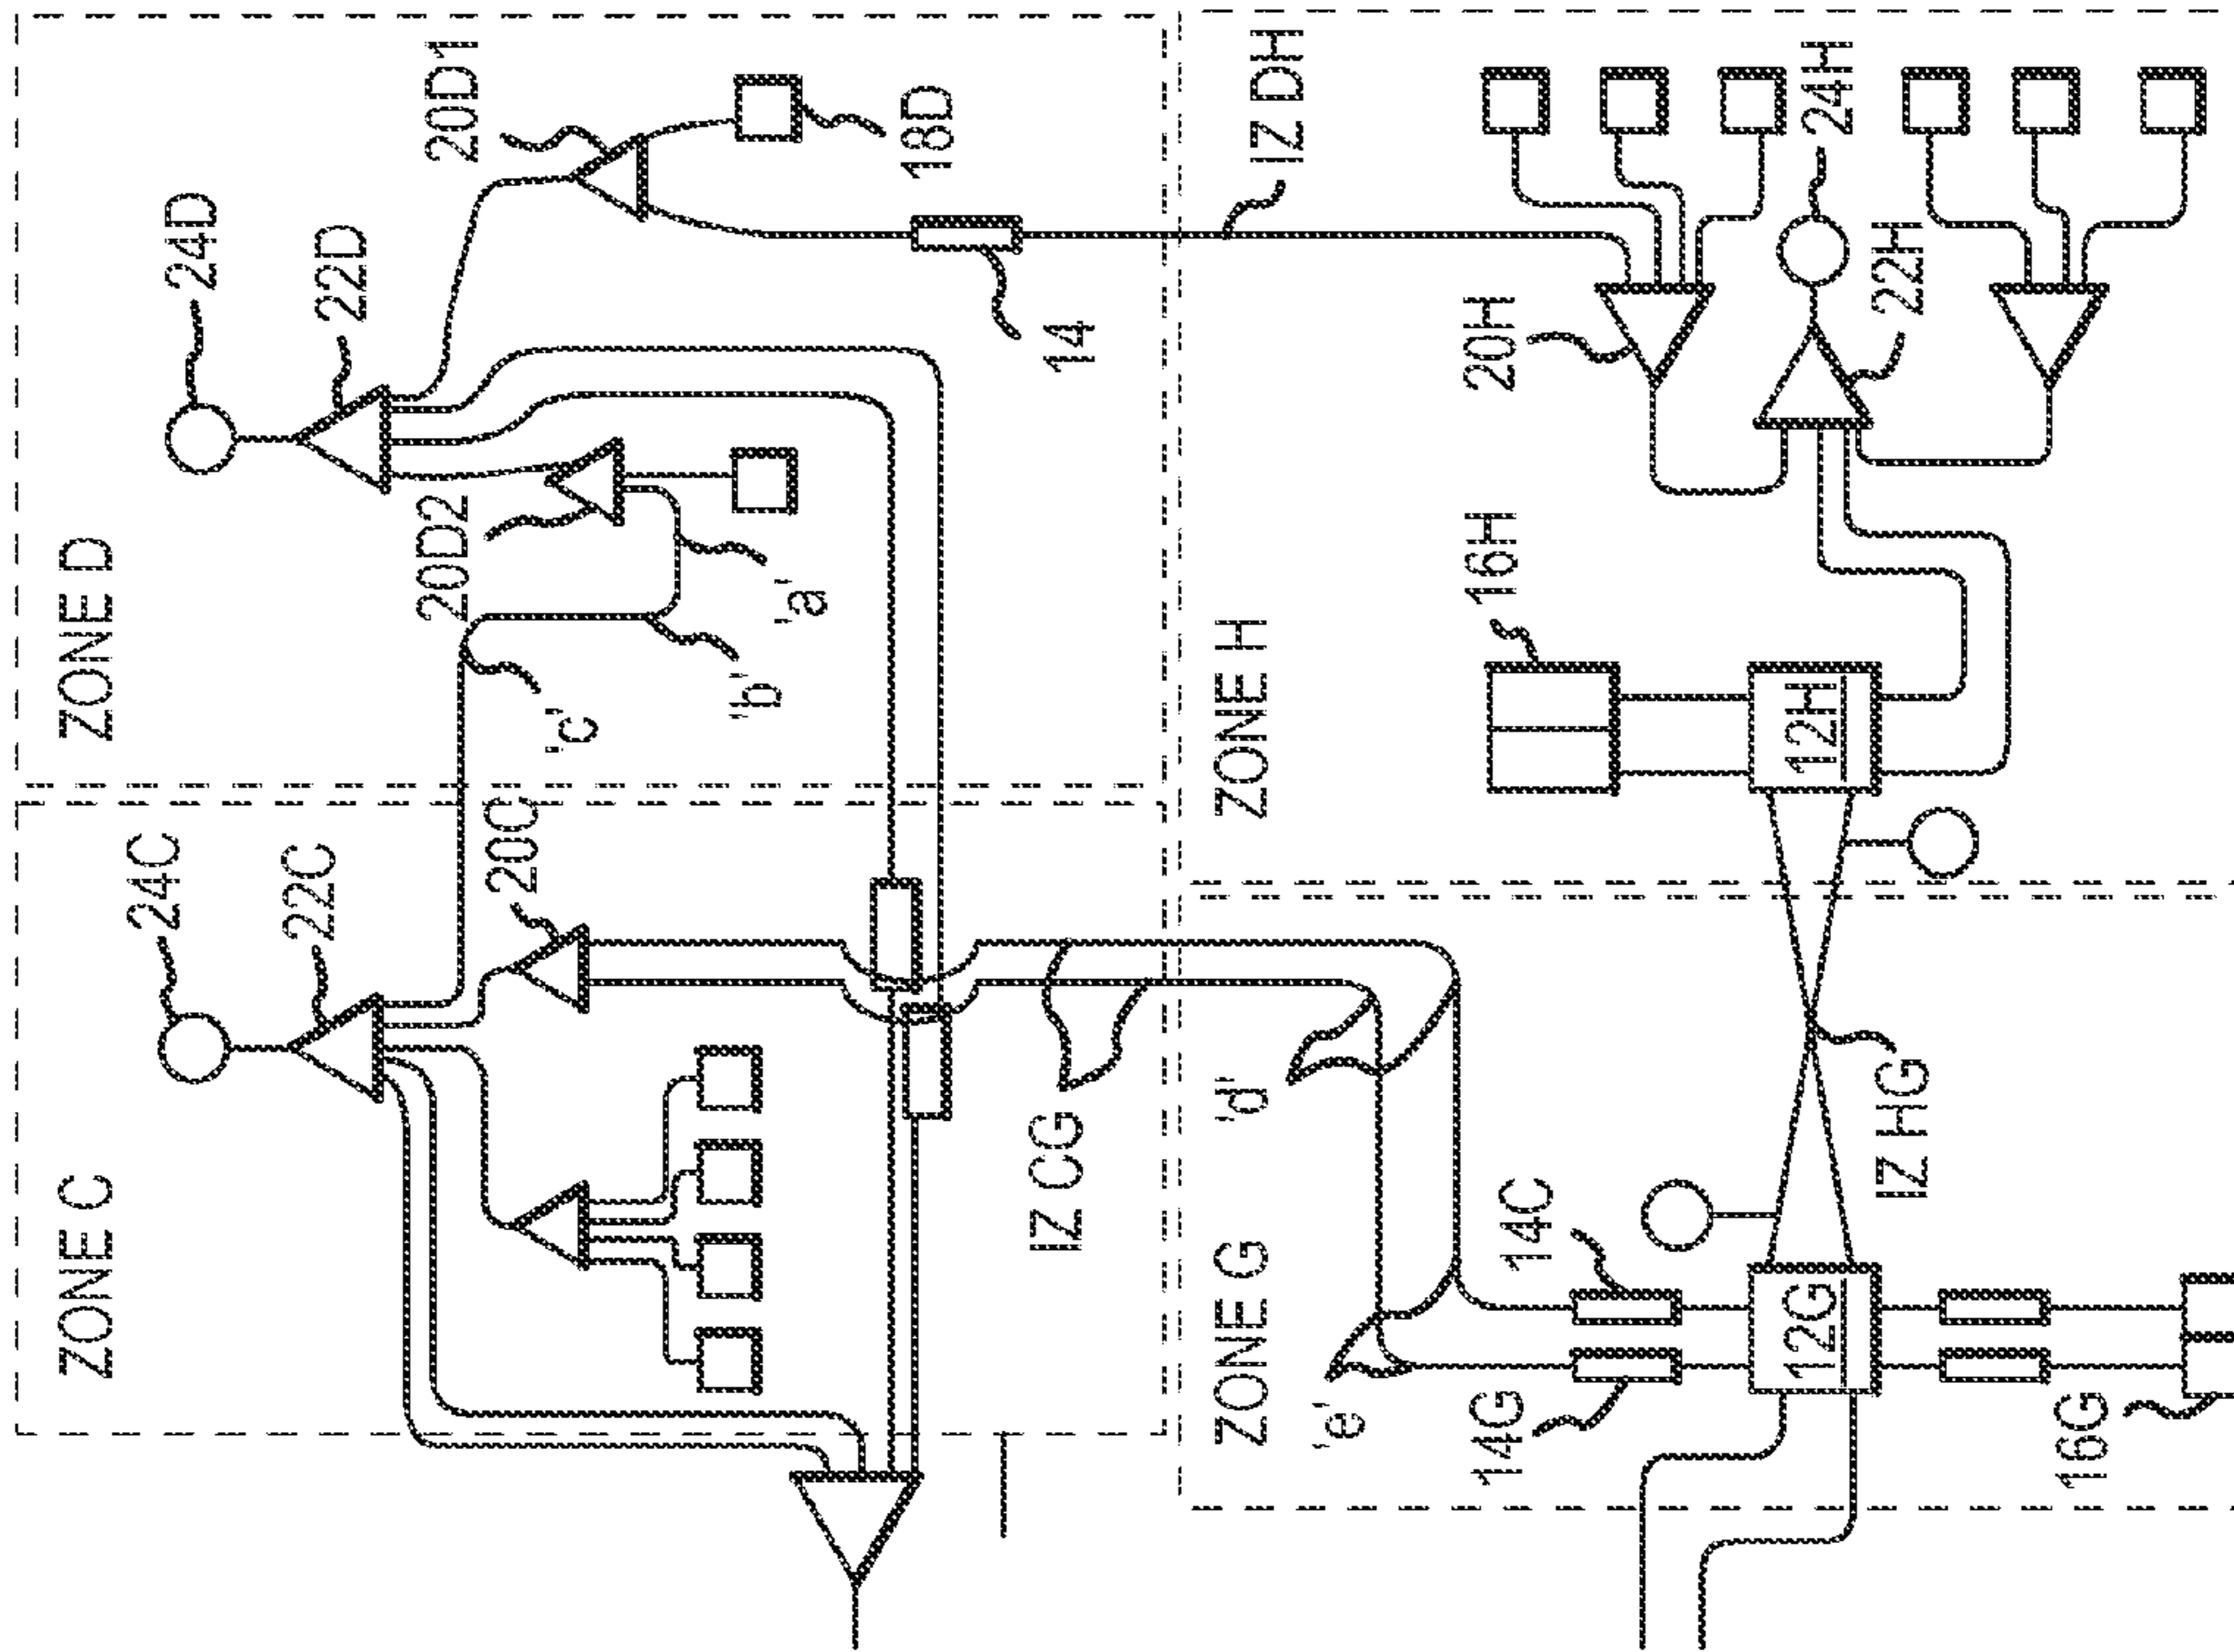 ZONE C
ZONE D
24C
24D
22C
22D
20C
20D2
20D1
'c'
'b'
'a'
18D
IZ CG
14
ZONE G
'd'
ZONE H
IZ DH
'e'
14G
14C
16H
20H
12G
12H
24H
IZ HG
22H
16G